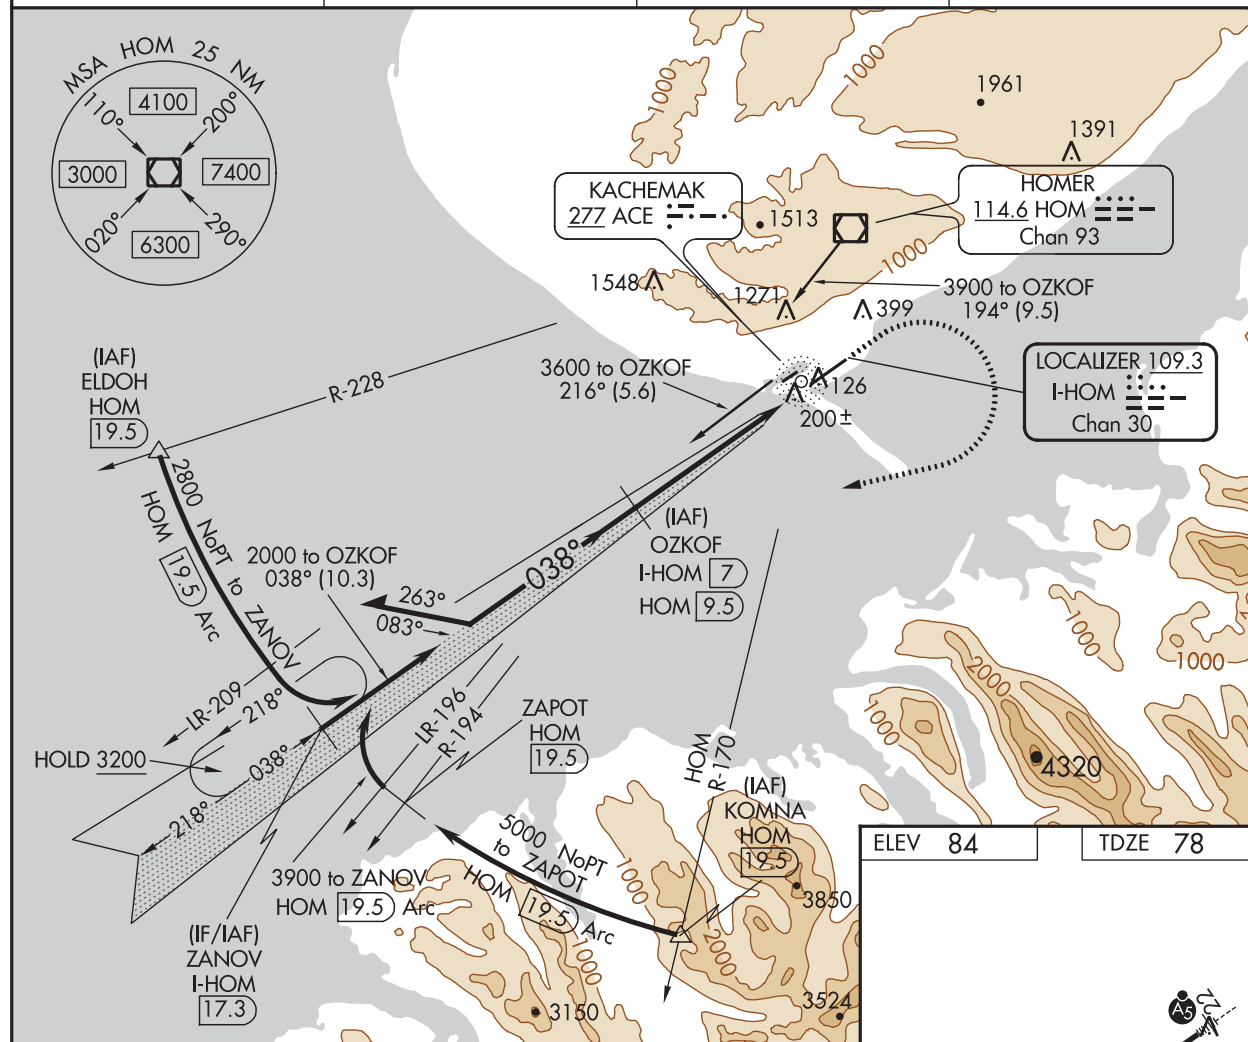 MSA HOM 25 NM
110°
4100
200°
3000
7400
020°
6300
290°
1000
1000
1961
1391
KACHEMAK
277 ACE
1513
HOMER
114.6 HOM
Chan 93
1000
1548
1271
399
3900 to OZKOF
194° (9.5)
(IAF)
ELDOH
HOM
19.5
R-228
3600 to OZKOF
216° (5.6)
126
200±
LOCALIZER 109.3
I-HOM
Chan 30
2800 NoPT to ZANOV
HOM 19.5 Arc
2000 to OZKOF
038° (10.3)
038°
263°
083°
(IAF)
OZKOF
I-HOM 7
HOM 9.5
LR-209
218°
LR-196
R-194
ZAPOT
HOM
19.5
HOM
R-170
HOLD 3200
038°
218°
(IAF)
KOMNA
HOM
19.5
1000
2000
1000
1000
4320
5000 NoPT
to ZAPOT
HOM 19.5 Arc
3900 to ZANOV
HOM 19.5 Arc
(IF/IAF)
ZANOV
I-HOM
17.3
1000
2000
3850
1000
3150
3524
ELEV 84
TDZE 78
A5
22